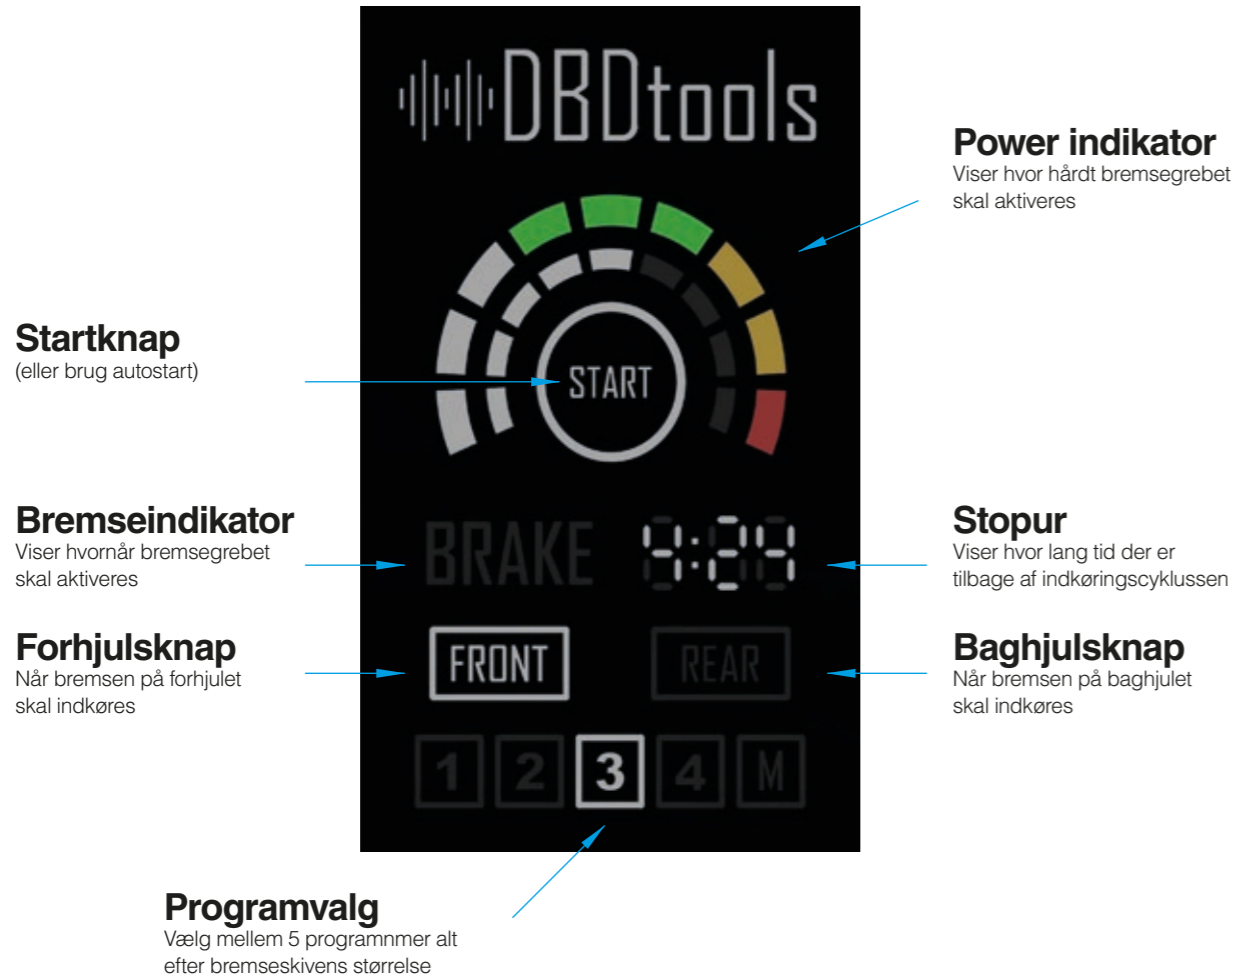 DBDtools
Power indikator
Viser hvor hårdt bremsegrebet
skal aktiveres
Startknap
(eller brug autostart)
START
Bremseindikator
Viser hvornår bremsegrebet
skal aktiveres
BRAKE
4:24
Stopur
Viser hvor lang tid der er
tilbage af indkøringscyklussen
Forhjulsknap
Når bremsen på forhjulet
skal indkøres
FRONT
REAR
Baghjulsknap
Når bremsen på baghjulet
skal indkøres
1 2 3 4 M
Programvalg
Vælg mellem 5 programnmer alt
efter bremseskivens størrelse